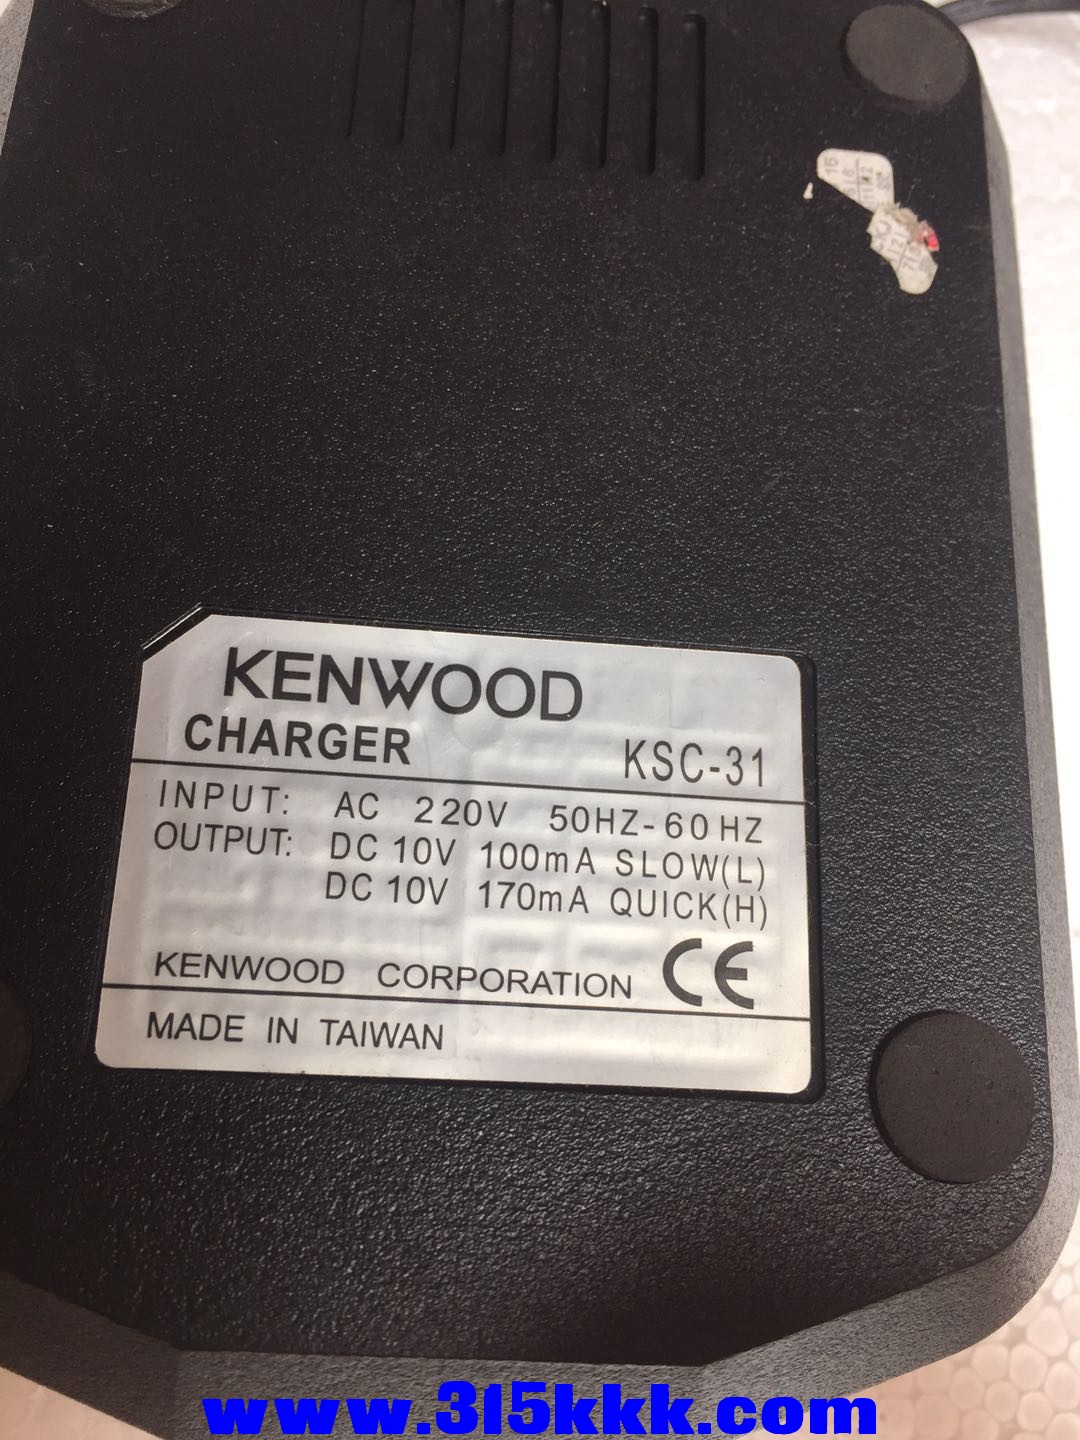 KENWOOD
CHARGER KSC-31
INPUT: AC 220V 50HZ-60HZ
OUTPUT: DC 10V 100mA SLOW(L)
DC 10V 170mA QUICK(H)
KENWOOD CORPORATION CE
MADE IN TAIWAN
www.315kkk.com